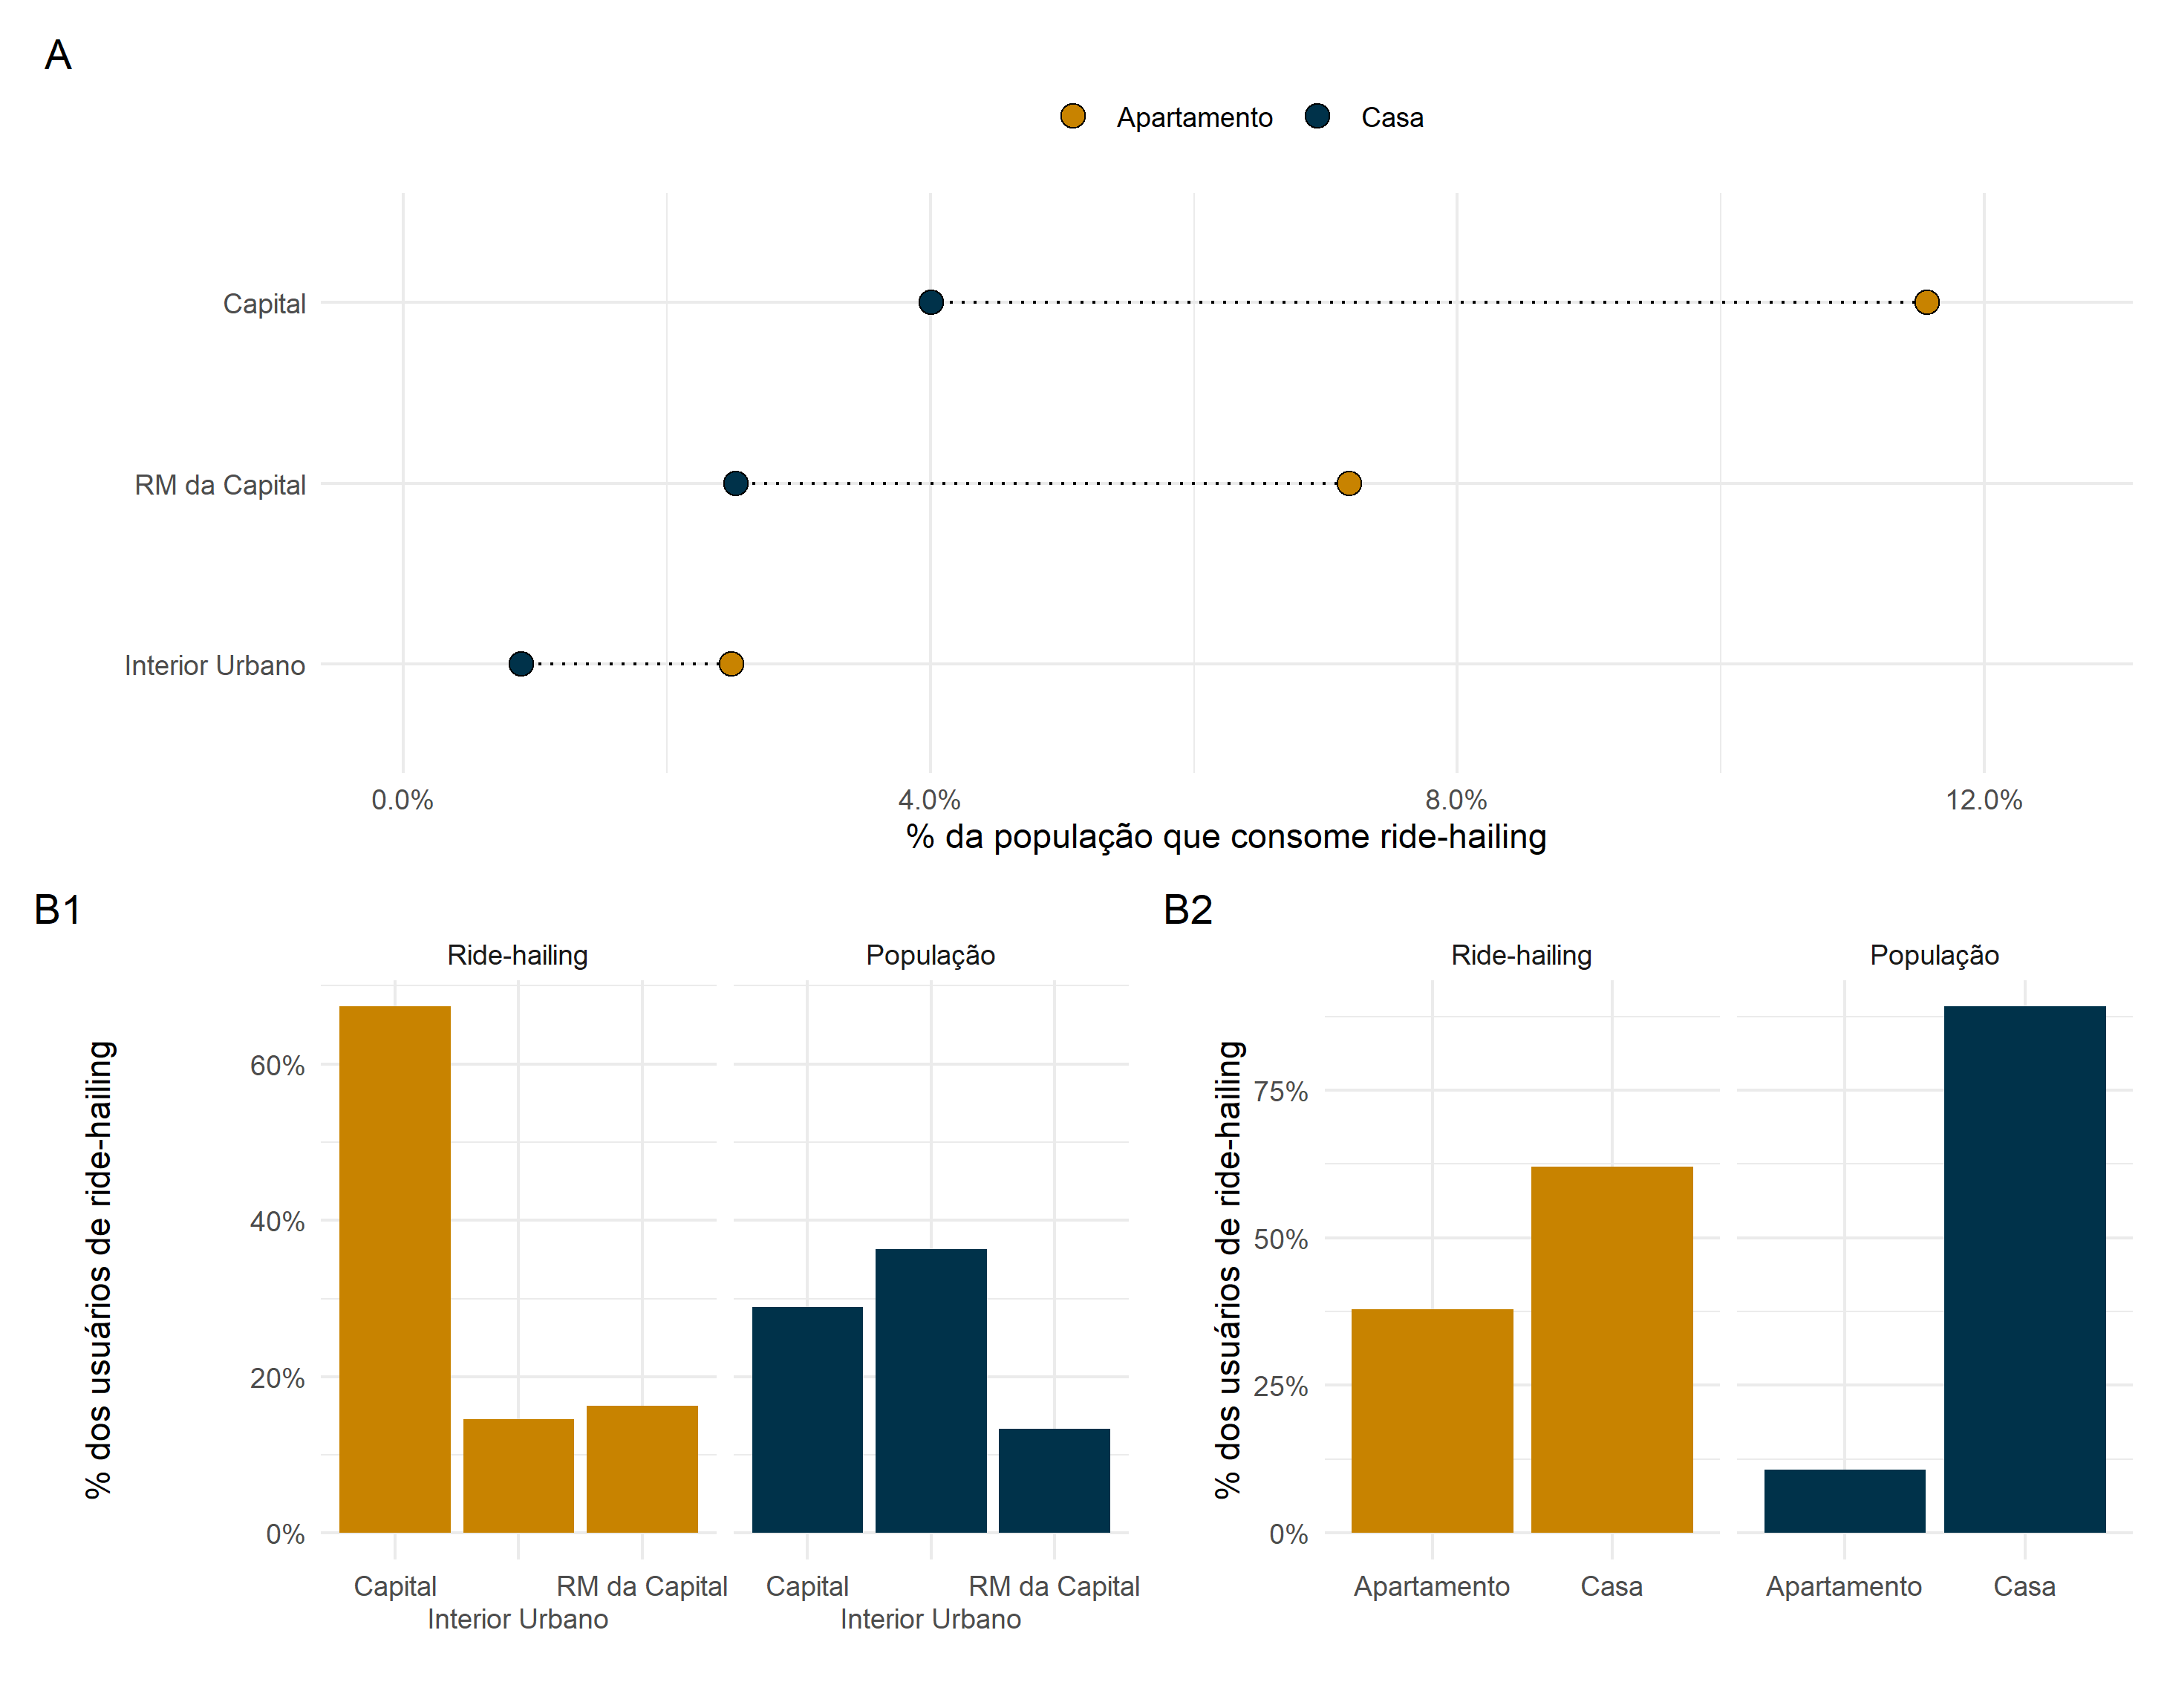 A
Apartamento Casa
Capital
RM da Capital
Interior Urbano
0.0% 4.0% 8.0% 12.0%
% da população que consome ride-hailing
B1
Ride-hailing População
% dos usuários de ride-hailing
60%
40%
20%
0%
Capital RM da Capital Capital RM da Capital
Interior Urbano Interior Urbano
B2
Ride-hailing População
% dos usuários de ride-hailing
75%
50%
25%
0%
Apartamento Casa Apartamento Casa